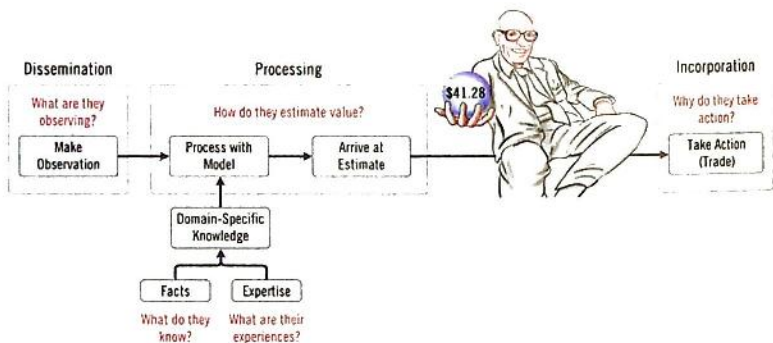 Dissemination
Processing
Incorporation
What are they
observing?
How do they estimate value?
$41.28
Why do they take
action?
Make
Observation
Process with
Model
Arrive at
Estimate
Take Action
(Trade)
Domain-Specific
Knowledge
Facts
Expertise
What do they
know?
What are their
experiences?